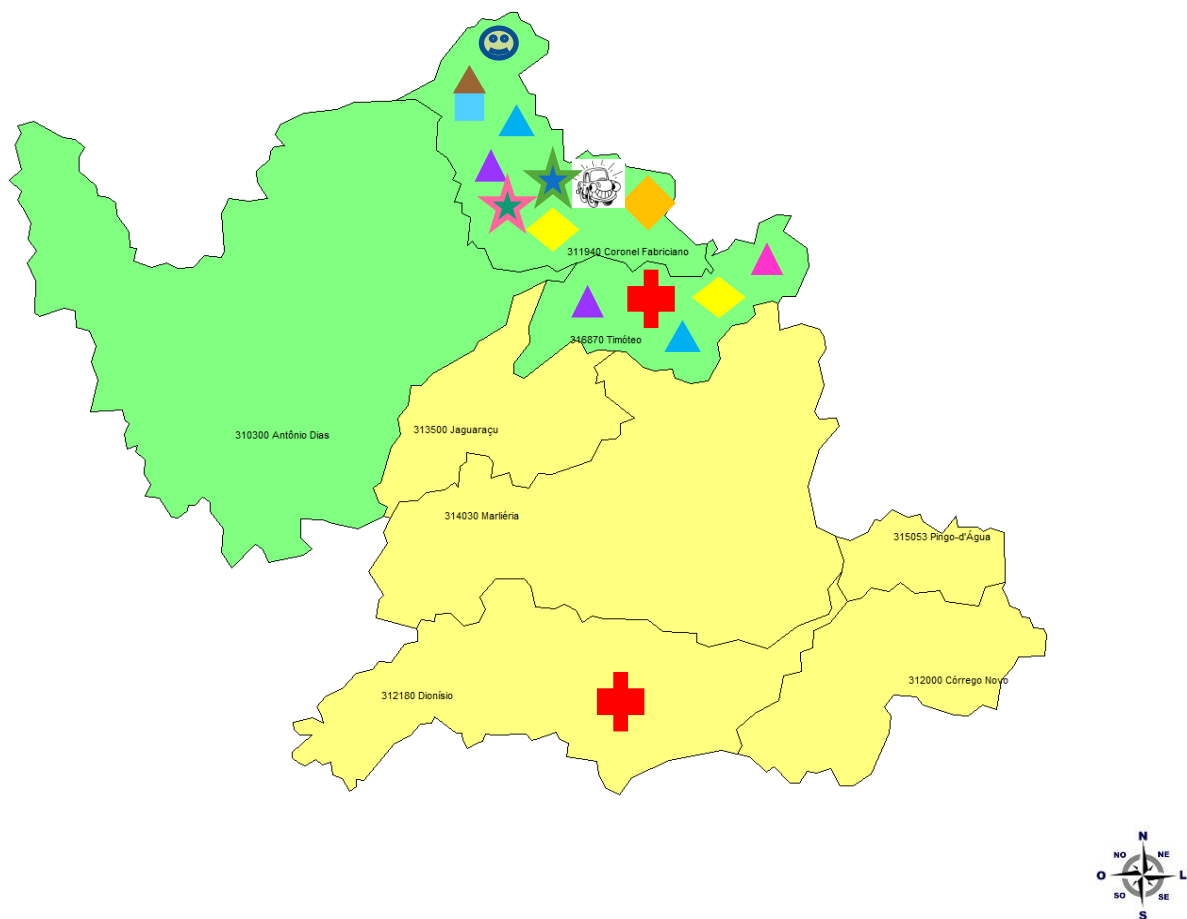 311940 Coronel Fabriciano
316870 Timóteo
313500 Jaguaraçu
310300 Antônio Dias
314030 Marliéria
315053 Pingo-d'Água
312000 Córrego Novo
312180 Dionísio
N
NO NE
O L
SO SE
S